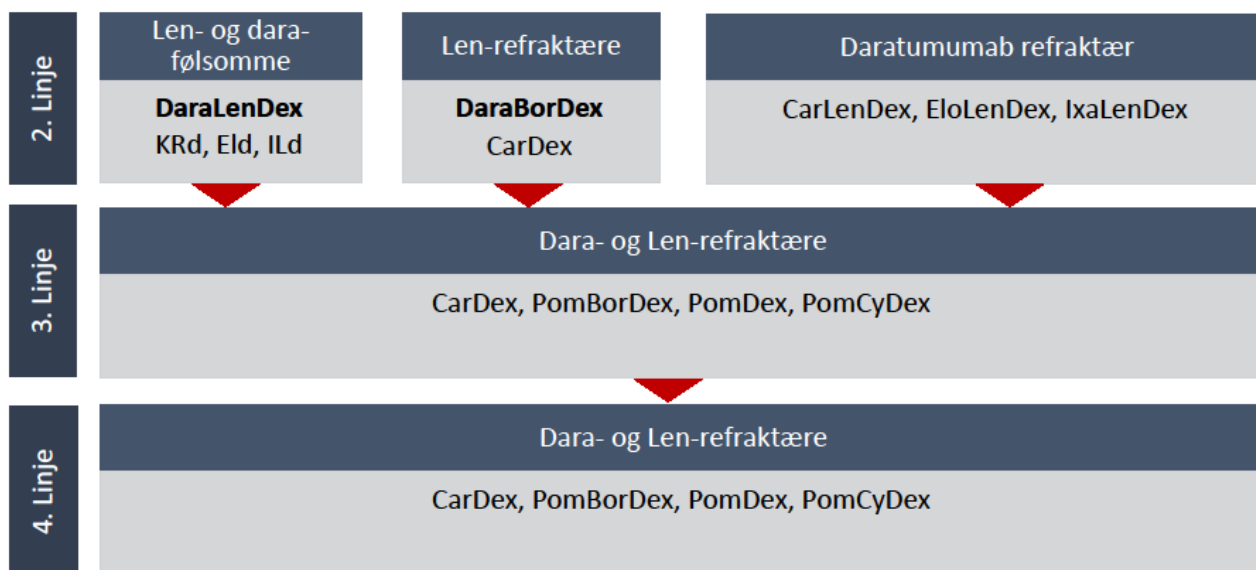 2. Linje
Len- og dara-
følsomme
DaraLenDex
KRd, Eld, ILd
Len-refraktære
DaraBorDex
CarDex
Daratumumab refraktær
CarLenDex, EloLenDex, IxaLenDex
3. Linje
Dara- og Len-refraktære
CarDex, PomBorDex, PomDex, PomCyDex
4. Linje
Dara- og Len-refraktære
CarDex, PomBorDex, PomDex, PomCyDex